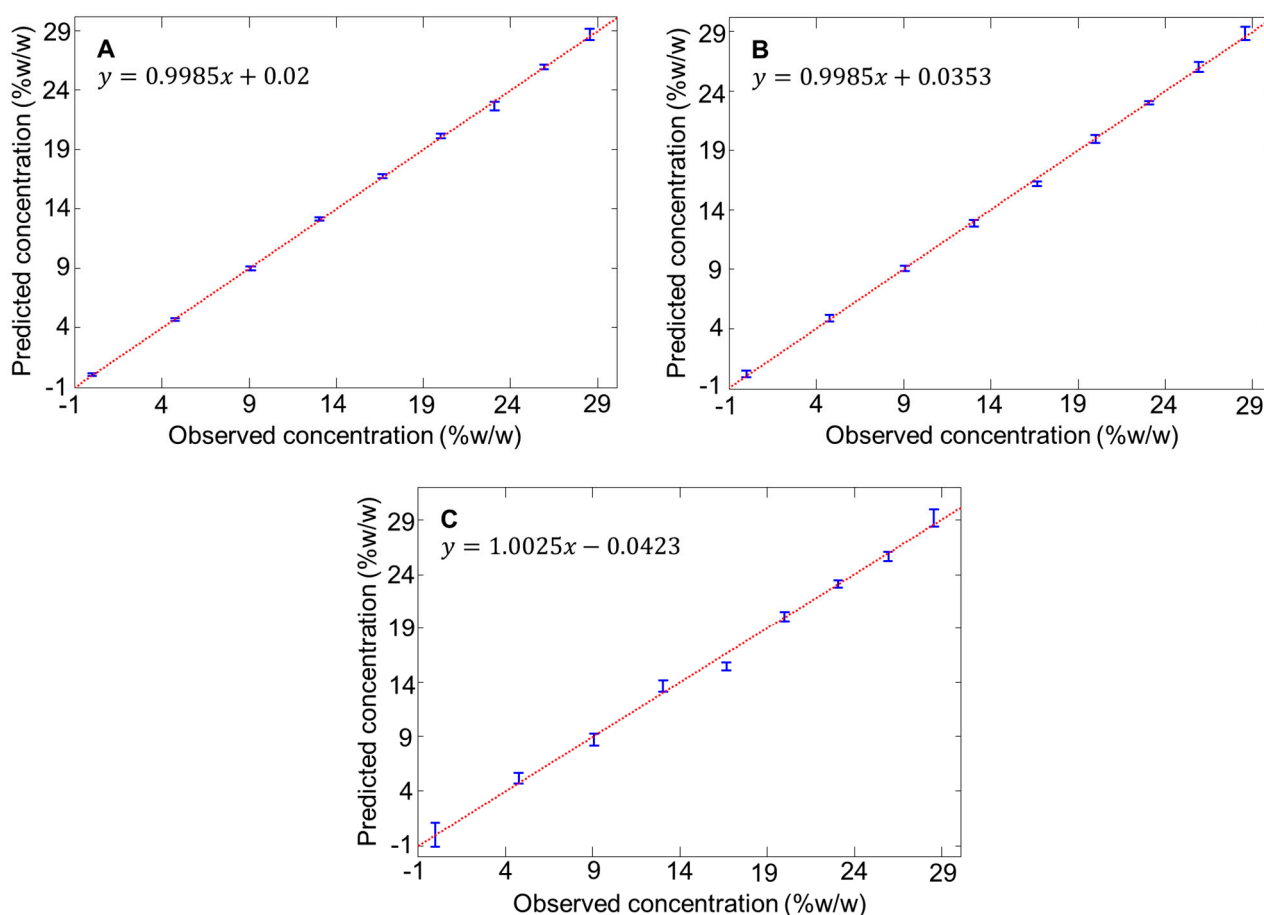 A
y = 0.9985x + 0.02
Predicted concentration (%w/w)
29
24
19
14
9
4
-1
-1 4 9 14 19 24 29
Observed concentration (%w/w)
B
y = 0.9985x + 0.0353
Predicted concentration (%w/w)
29
24
19
14
9
4
-1
-1 4 9 14 19 24 29
Observed concentration (%w/w)
C
y = 1.0025x − 0.0423
Predicted concentration (%w/w)
29
24
19
14
9
4
-1
-1 4 9 14 19 24 29
Observed concentration (%w/w)